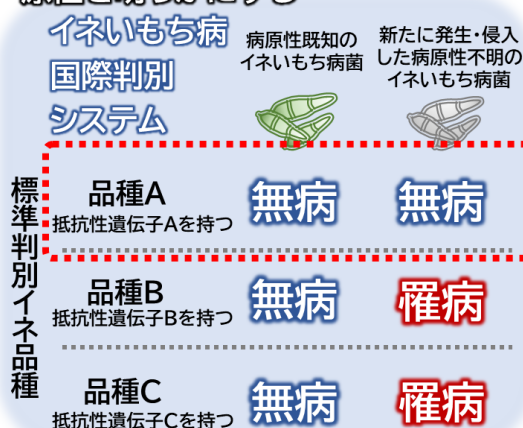 イネいもち病
国際判別
システム
病原性既知の
イネいもち病菌
新たに発生・侵入
した病原性不明の
イネいもち病菌
標準判別イネ品種
品種A
抵抗性遺伝子Aを持つ
無病
無病
品種B
抵抗性遺伝子Bを持つ
無病
罹病
品種C
抵抗性遺伝子Cを持つ
無病
罹病